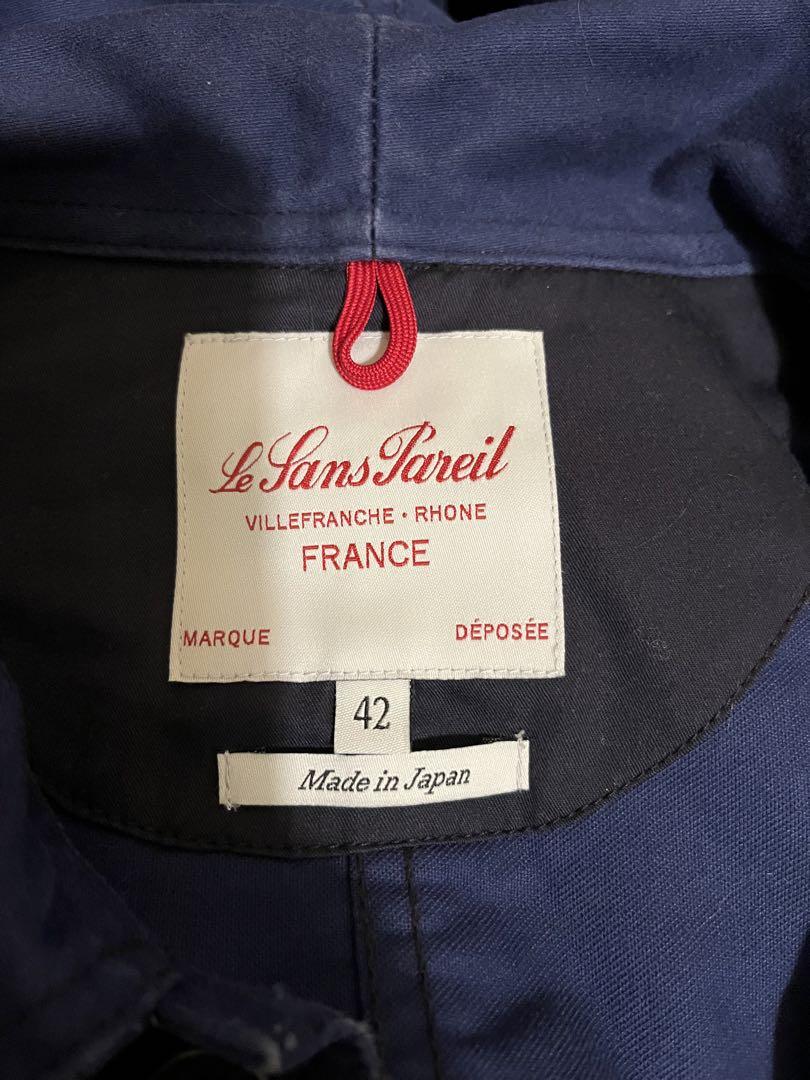 Le Sans Pareil
VILLEFRANCHE · RHONE
FRANCE
MARQUE DÉPOSÉE
42
Made in Japan